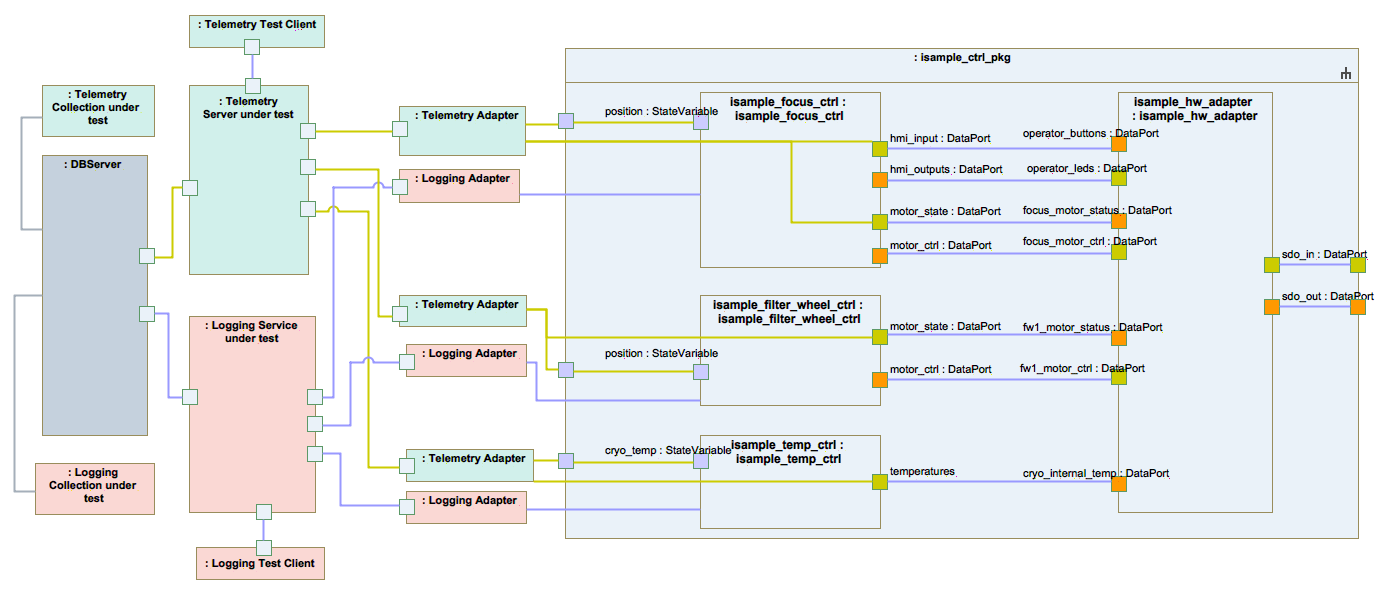 : Telemetry Test Client
: Telemetry
Collection under
test
: DBServer
: Logging
Collection under
test
: Telemetry
Server under test
: Logging Service
under test
: Logging Test Client
: Telemetry Adapter
: Logging Adapter
: Telemetry Adapter
: Logging Adapter
: Telemetry Adapter
: Logging Adapter
: isample_ctrl_pkg
position : StateVariable
isample_focus_ctrl :
isample_focus_ctrl
hmi_input : DataPort
hmi_outputs : DataPort
motor_state : DataPort
motor_ctrl : DataPort
position : StateVariable
isample_filter_wheel_ctrl :
isample_filter_wheel_ctrl
motor_state : DataPort
motor_ctrl : DataPort
cryo_temp : StateVariable
isample_temp_ctrl :
isample_temp_ctrl
temperatures
isample_hw_adapter
: isample_hw_adapter
operator_buttons : DataPort
operator_leds : DataPort
focus_motor_status : DataPort
focus_motor_ctrl : DataPort
fw1_motor_status : DataPort
fw1_motor_ctrl : DataPort
cryo_internal_temp : DataPort
sdo_in : DataPort
sdo_out : DataPort